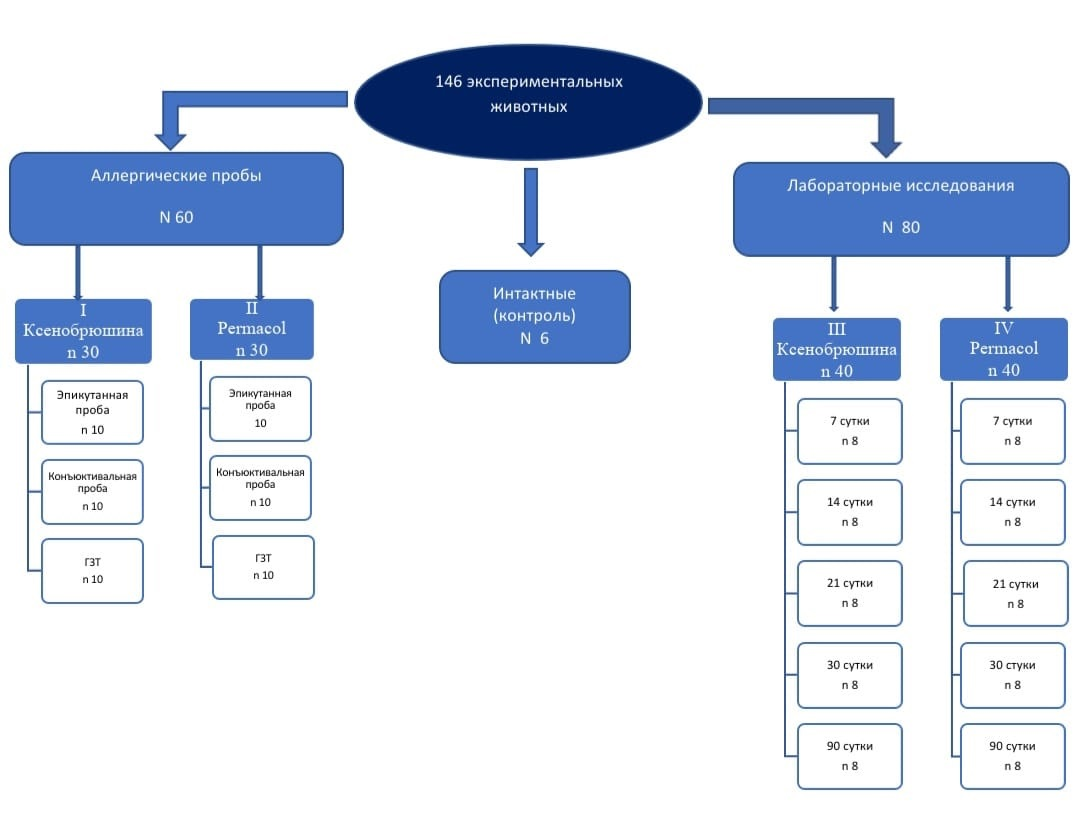 146 экспериментальных
животных
Аллергические пробы
N 60
Лабораторные исследования
N 80
Интактные
(контроль)
N 6
I
Ксенобрюшина
n 30
II
Permacol
n 30
III
Ксенобрюшина
n 40
IV
Permacol
n 40
Эпикутанная
проба
n 10
Конъюктивальная
проба
n 10
ГЗТ
n 10
Эпикутанная
проба
10
Конъюктивальная
проба
n 10
ГЗТ
n 10
7 сутки
n 8
14 сутки
n 8
21 сутки
n 8
30 сутки
n 8
90 сутки
n 8
7 сутки
n 8
14 сутки
n 8
21 сутки
n 8
30 стуки
n 8
90 сутки
n 8